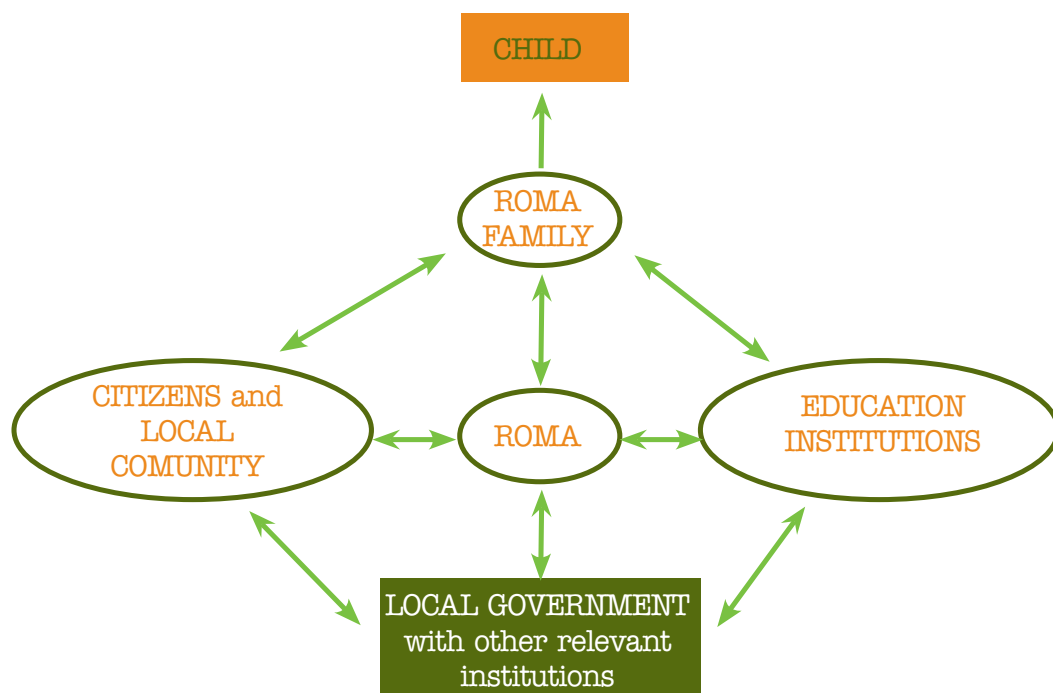 CHILD
ROMA
FAMILY
CITIZENS and
LOCAL
COMUNITY
ROMA
EDUCATION
INSTITUTIONS
LOCAL GOVERNMENT
with other relevant
institutions